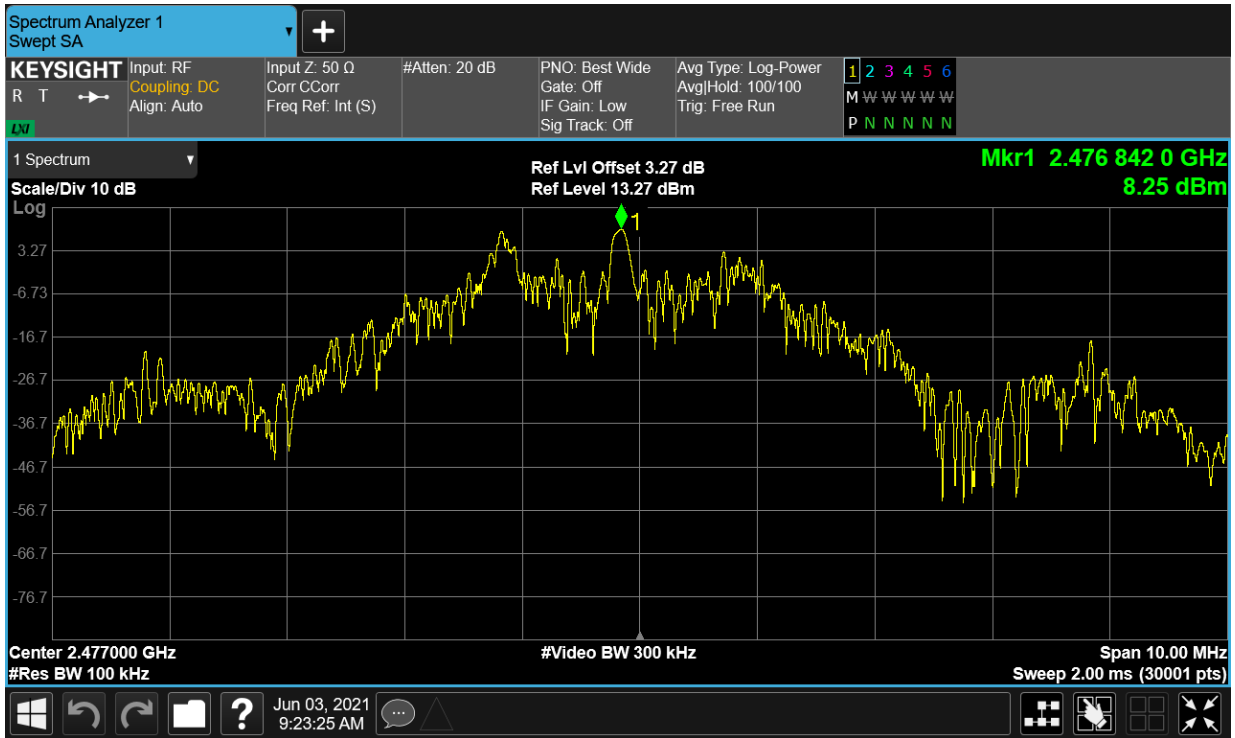 Spectrum Analyzer 1
Swept SA
+
KEYSIGHT
R T
LXI
Input: RF
Coupling: DC
Align: Auto
Input Z: 50 Ω
Corr CCorr
Freq Ref: Int (S)
#Atten: 20 dB
PNO: Best Wide
Gate: Off
IF Gain: Low
Sig Track: Off
Avg Type: Log-Power
Avg|Hold: 100/100
Trig: Free Run
1 2 3 4 5 6
M W W W W W
P N N N N N
1 Spectrum
Scale/Div 10 dB
Log
Ref Lvl Offset 3.27 dB
Ref Level 13.27 dBm
Mkr1 2.476 842 0 GHz
8.25 dBm
1
3.27
-6.73
-16.7
-26.7
-36.7
-46.7
-56.7
-66.7
-76.7
Center 2.477000 GHz
#Res BW 100 kHz
#Video BW 300 kHz
Span 10.00 MHz
Sweep 2.00 ms (30001 pts)
?
Jun 03, 2021
9:23:25 AM